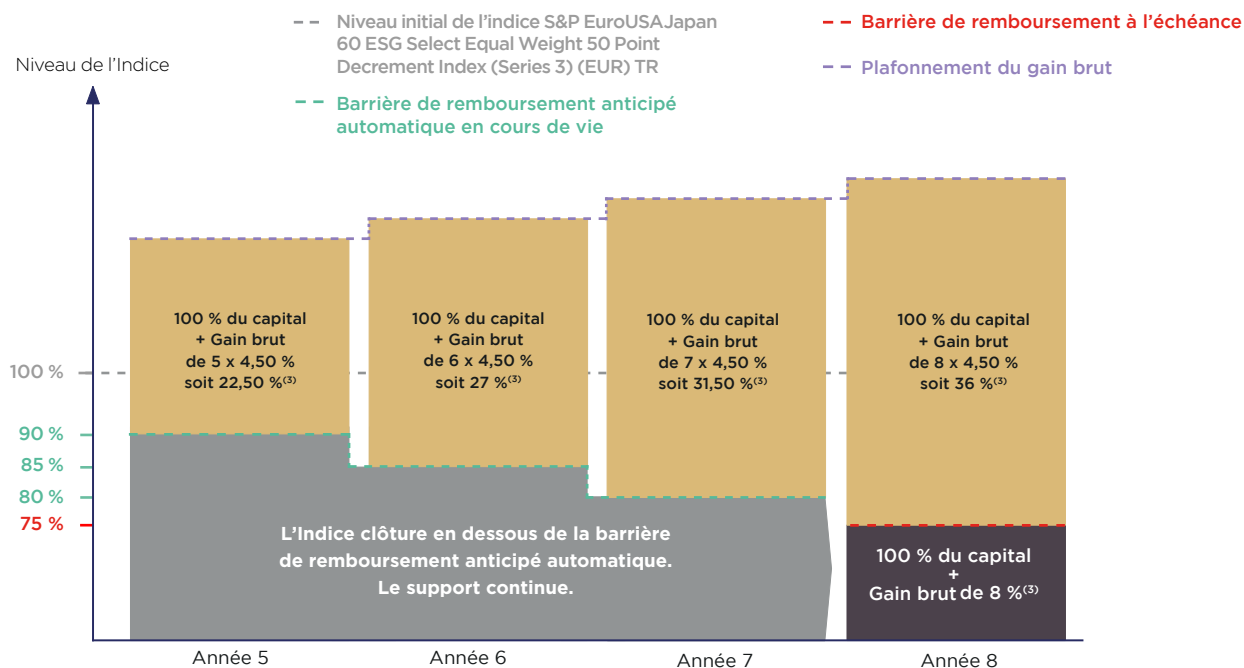 Niveau initial de l’indice S&P EuroUSAJapan
60 ESG Select Equal Weight 50 Point
Decrement Index (Series 3) (EUR) TR
Barrière de remboursement anticipé
automatique en cours de vie
Barrière de remboursement à l’échéance
Plafonnement du gain brut
Niveau de l’Indice
100 % du capital
+ Gain brut
de 5 x 4,50 %
soit 22,50 %(3)
100 % du capital
+ Gain brut
de 6 x 4,50 %
soit 27 %(3)
100 % du capital
+ Gain brut
de 7 x 4,50 %
soit 31,50 %(3)
100 % du capital
+ Gain brut
de 8 x 4,50 %
soit 36 %(3)
100 %
90 %
85 %
80 %
75 %
L’Indice clôture en dessous de la barrière
de remboursement anticipé automatique.
Le support continue.
100 % du capital
+
Gain brut de 8 %(3)
Année 5
Année 6
Année 7
Année 8